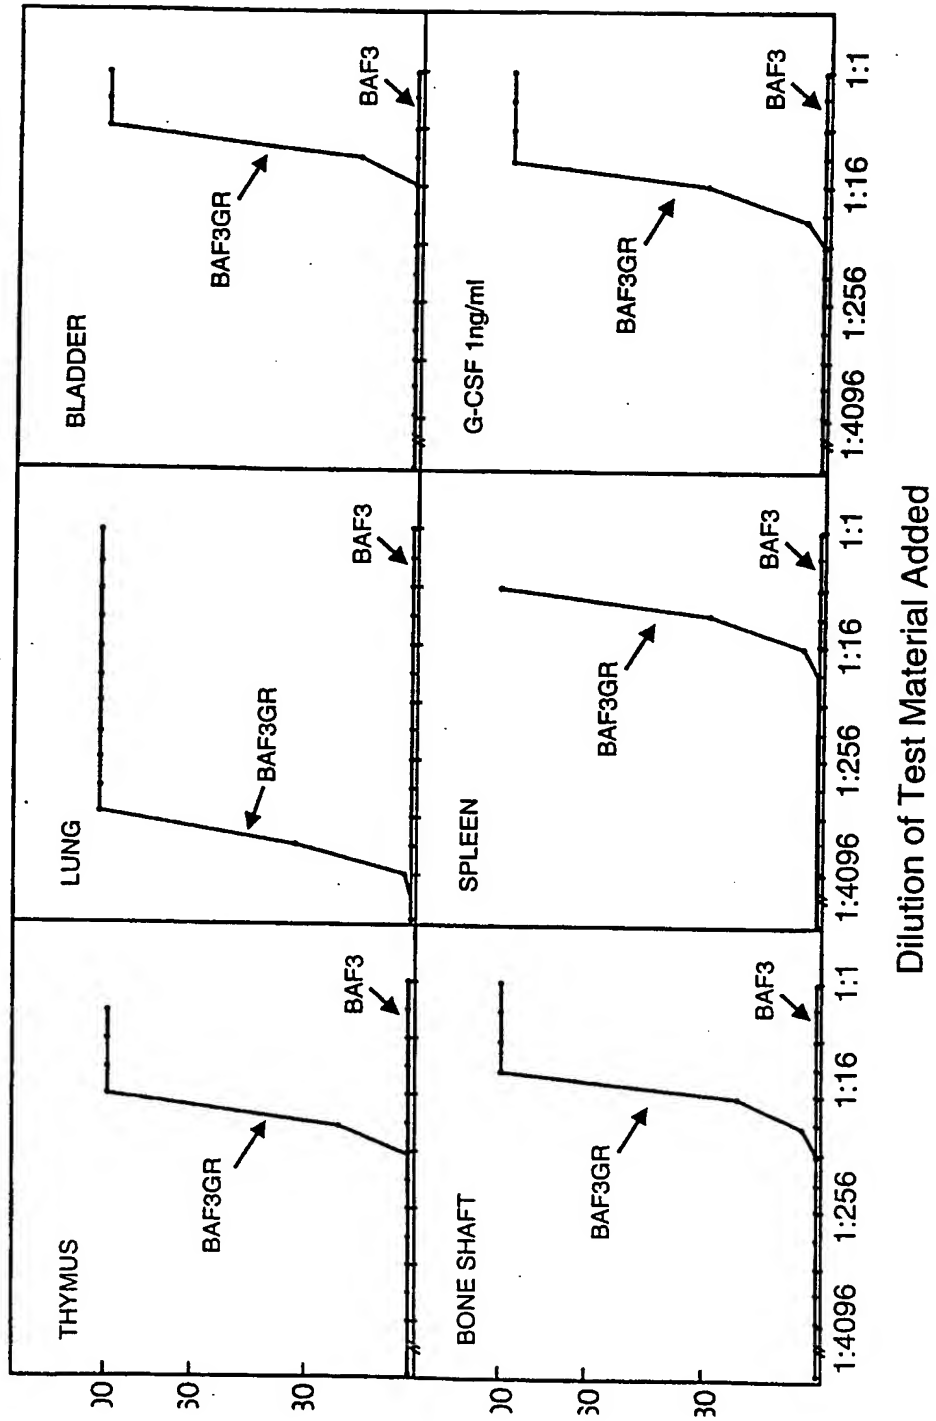 THYMUS
BAF3GR
BAF3
LUNG
BAF3GR
BAF3
BLADDER
BAF3GR
BAF3
BONE SHAFT
BAF3GR
BAF3
SPLEEN
BAF3GR
BAF3
G-CSF 1ng/ml
BAF3GR
BAF3
1:4096 1:256 1:16 1:1 1:4096 1:256 1:16 1:1 1:4096 1:256 1:16 1:1
Dilution of Test Material Added